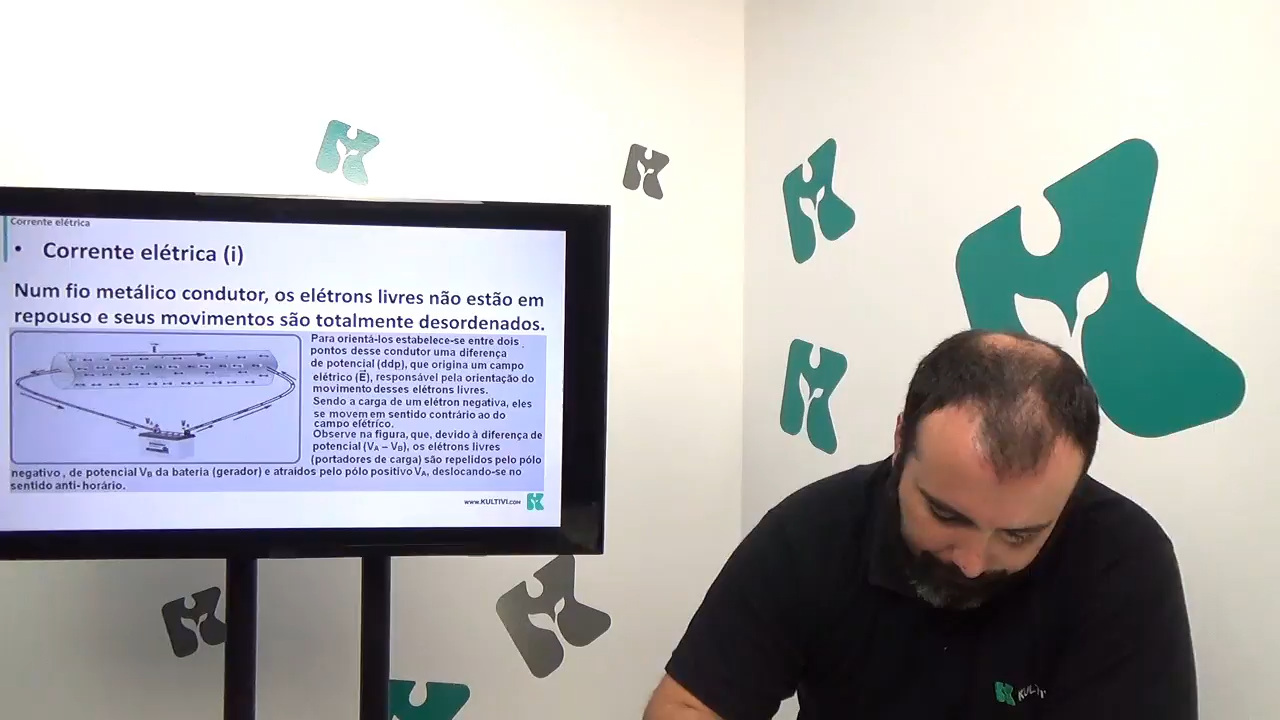 Corrente elétrica
• Corrente elétrica (i)
Num fio metálico condutor, os elétrons livres não estão em
repouso e seus movimentos são totalmente desordenados.
Para orientá-los estabelece-se entre dois
pontos desse condutor uma diferença
de potencial (ddp), que origina um campo
elétrico (E), responsável pela orientação do
movimento desses elétrons livres.
Sendo a carga de um elétron negativa, eles
se movem em sentido contrário ao do
campo elétrico.
Observe na figura, que, devido à diferença de
potencial (VA – VB), os elétrons livres
(portadores de carga) são repelidos pelo pólo
negativo, de potencial VB da bateria (gerador) e atraídos pelo pólo positivo VA, deslocando-se no
sentido anti-horário.
www.KULTIVI.com
KULTIVI